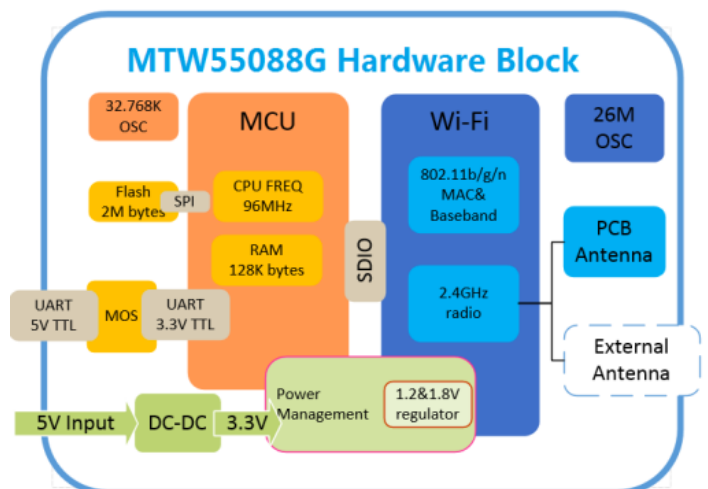 MTW55088G Hardware Block
32.768K
OSC
MCU
Wi-Fi
26M
OSC
Flash
2M bytes
SPI
CPU FREQ
96MHz
802.11b/g/n
MAC&
Baseband
RAM
128K bytes
SDIO
PCB
Antenna
UART
5V TTL
MOS
UART
3.3V TTL
2.4GHz
radio
External
Antenna
Power
Management
1.2&1.8V
regulator
5V Input
DC-DC
3.3V